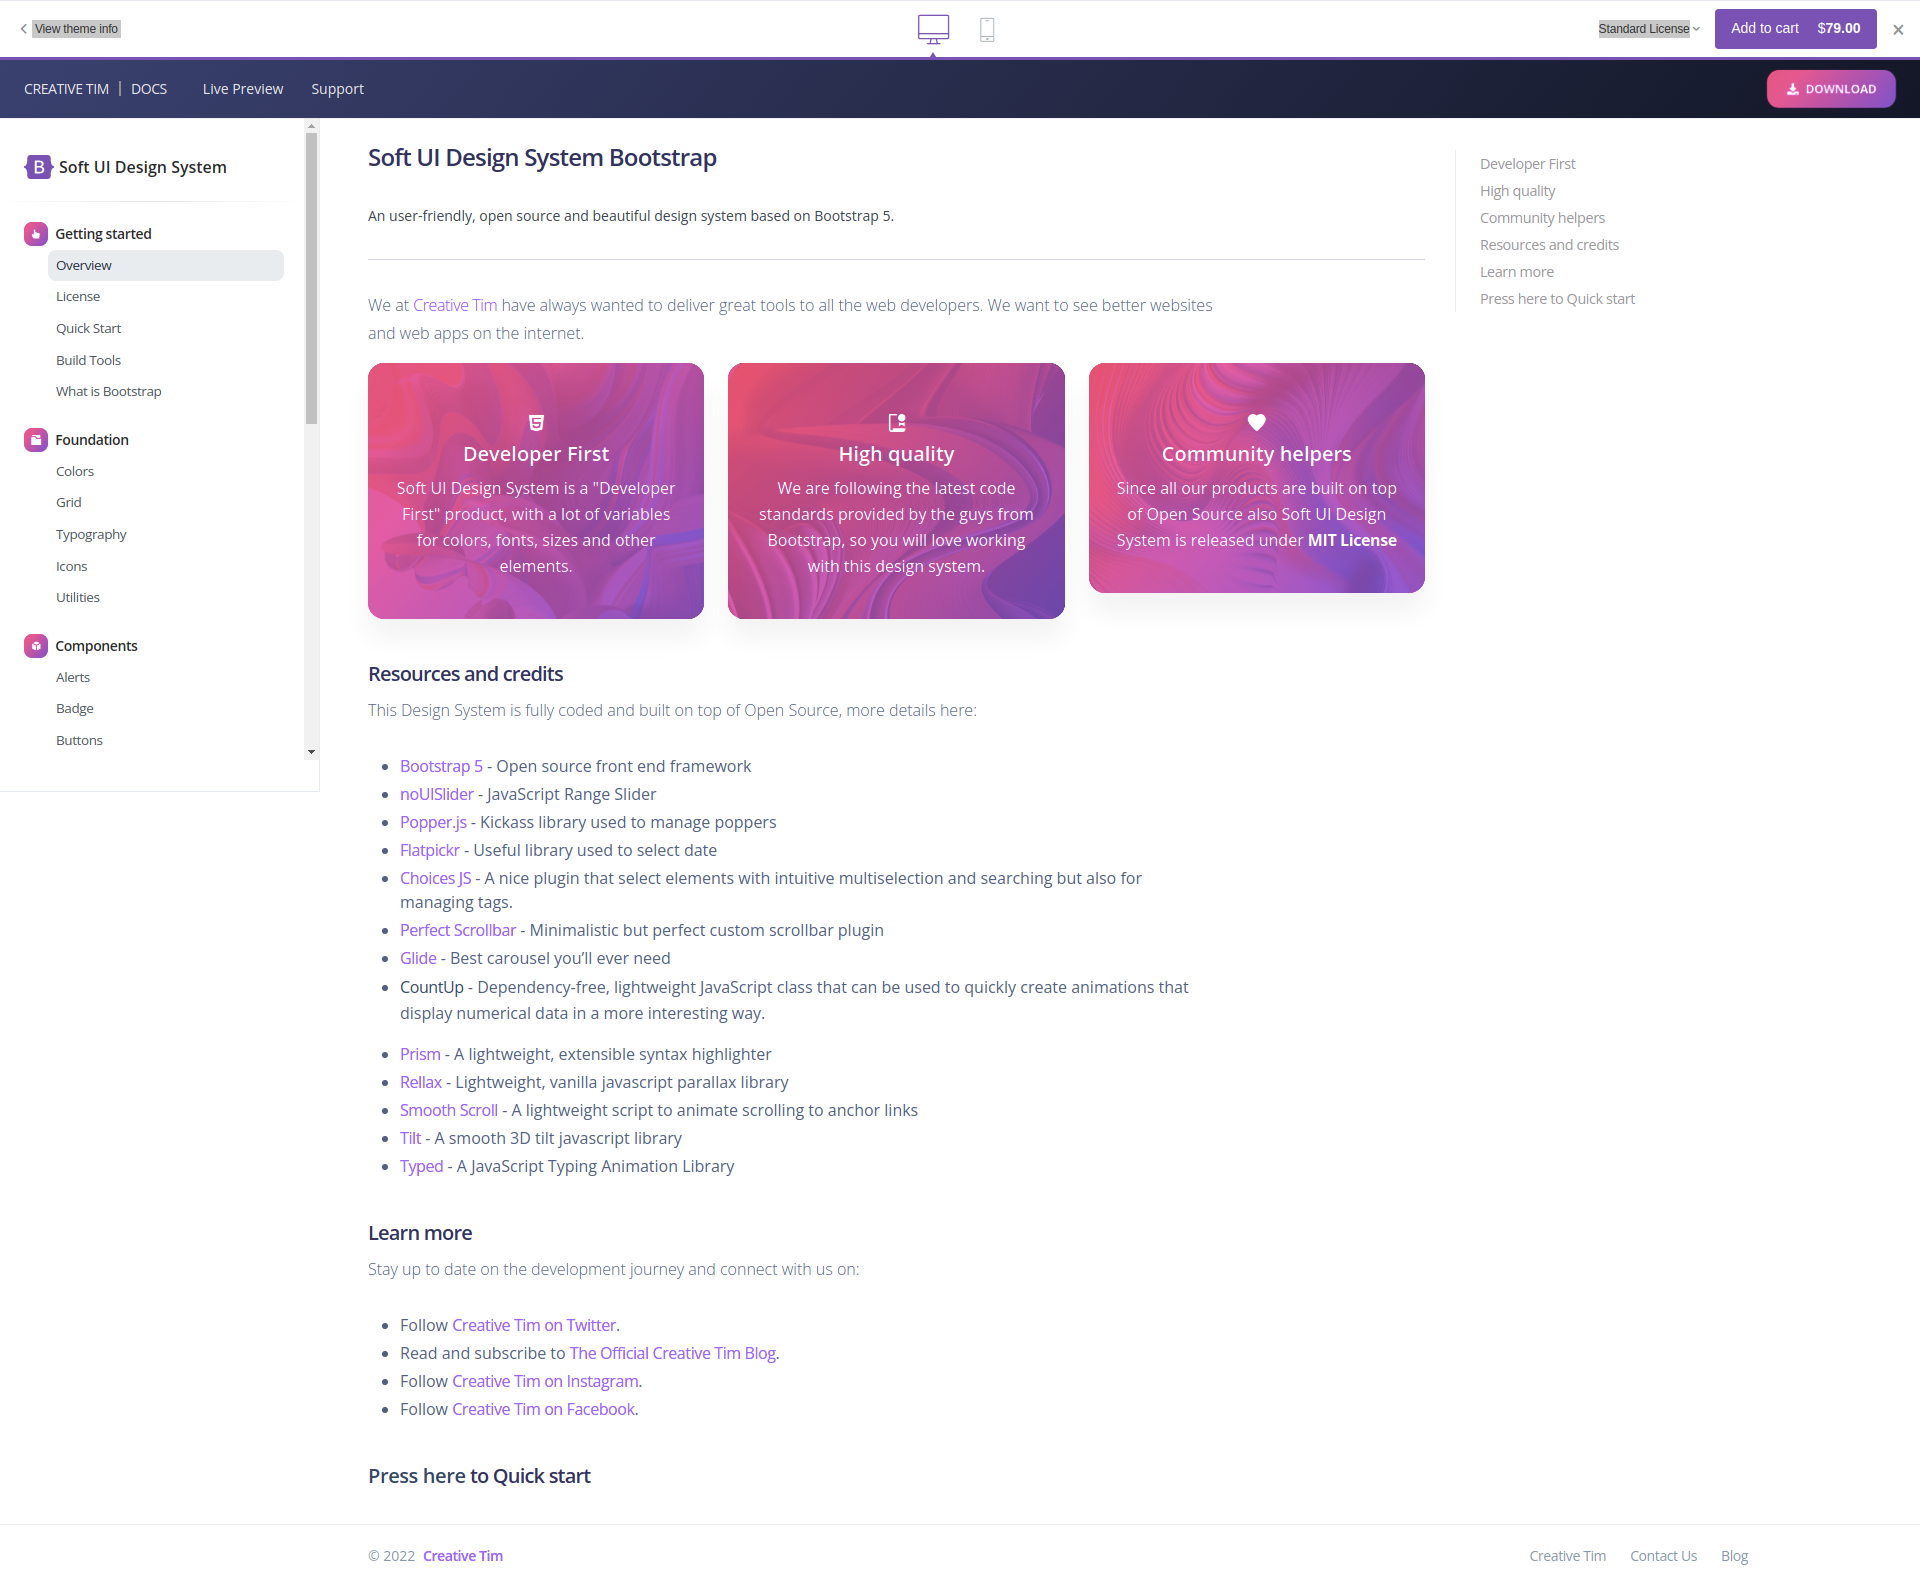 View theme info
Standard License
Add to cart $79.00
CREATIVE TIM | DOCS Live Preview Support
DOWNLOAD
B Soft UI Design System
Getting started
Overview
License
Quick Start
Build Tools
What is Bootstrap
Foundation
Colors
Grid
Typography
Icons
Utilities
Components
Alerts
Badge
Buttons
Soft UI Design System Bootstrap
An user-friendly, open source and beautiful design system based on Bootstrap 5.
We at Creative Tim have always wanted to deliver great tools to all the web developers. We want to see better websites
and web apps on the internet.
Developer First
Soft UI Design System is a "Developer
First" product, with a lot of variables
for colors, fonts, sizes and other
elements.
High quality
We are following the latest code
standards provided by the guys from
Bootstrap, so you will love working
with this design system.
Community helpers
Since all our products are built on top
of Open Source also Soft UI Design
System is released under MIT License
Resources and credits
This Design System is fully coded and built on top of Open Source, more details here:
Bootstrap 5 - Open source front end framework
noUISlider - JavaScript Range Slider
Popper.js - Kickass library used to manage poppers
Flatpickr - Useful library used to select date
Choices JS - A nice plugin that select elements with intuitive multiselection and searching but also for
managing tags.
Perfect Scrollbar - Minimalistic but perfect custom scrollbar plugin
Glide - Best carousel you’ll ever need
CountUp - Dependency-free, lightweight JavaScript class that can be used to quickly create animations that
display numerical data in a more interesting way.
Prism - A lightweight, extensible syntax highlighter
Rellax - Lightweight, vanilla javascript parallax library
Smooth Scroll - A lightweight script to animate scrolling to anchor links
Tilt - A smooth 3D tilt javascript library
Typed - A JavaScript Typing Animation Library
Learn more
Stay up to date on the development journey and connect with us on:
Follow Creative Tim on Twitter.
Read and subscribe to The Official Creative Tim Blog.
Follow Creative Tim on Instagram.
Follow Creative Tim on Facebook.
Press here to Quick start
Developer First
High quality
Community helpers
Resources and credits
Learn more
Press here to Quick start
© 2022 Creative Tim
Creative Tim Contact Us Blog